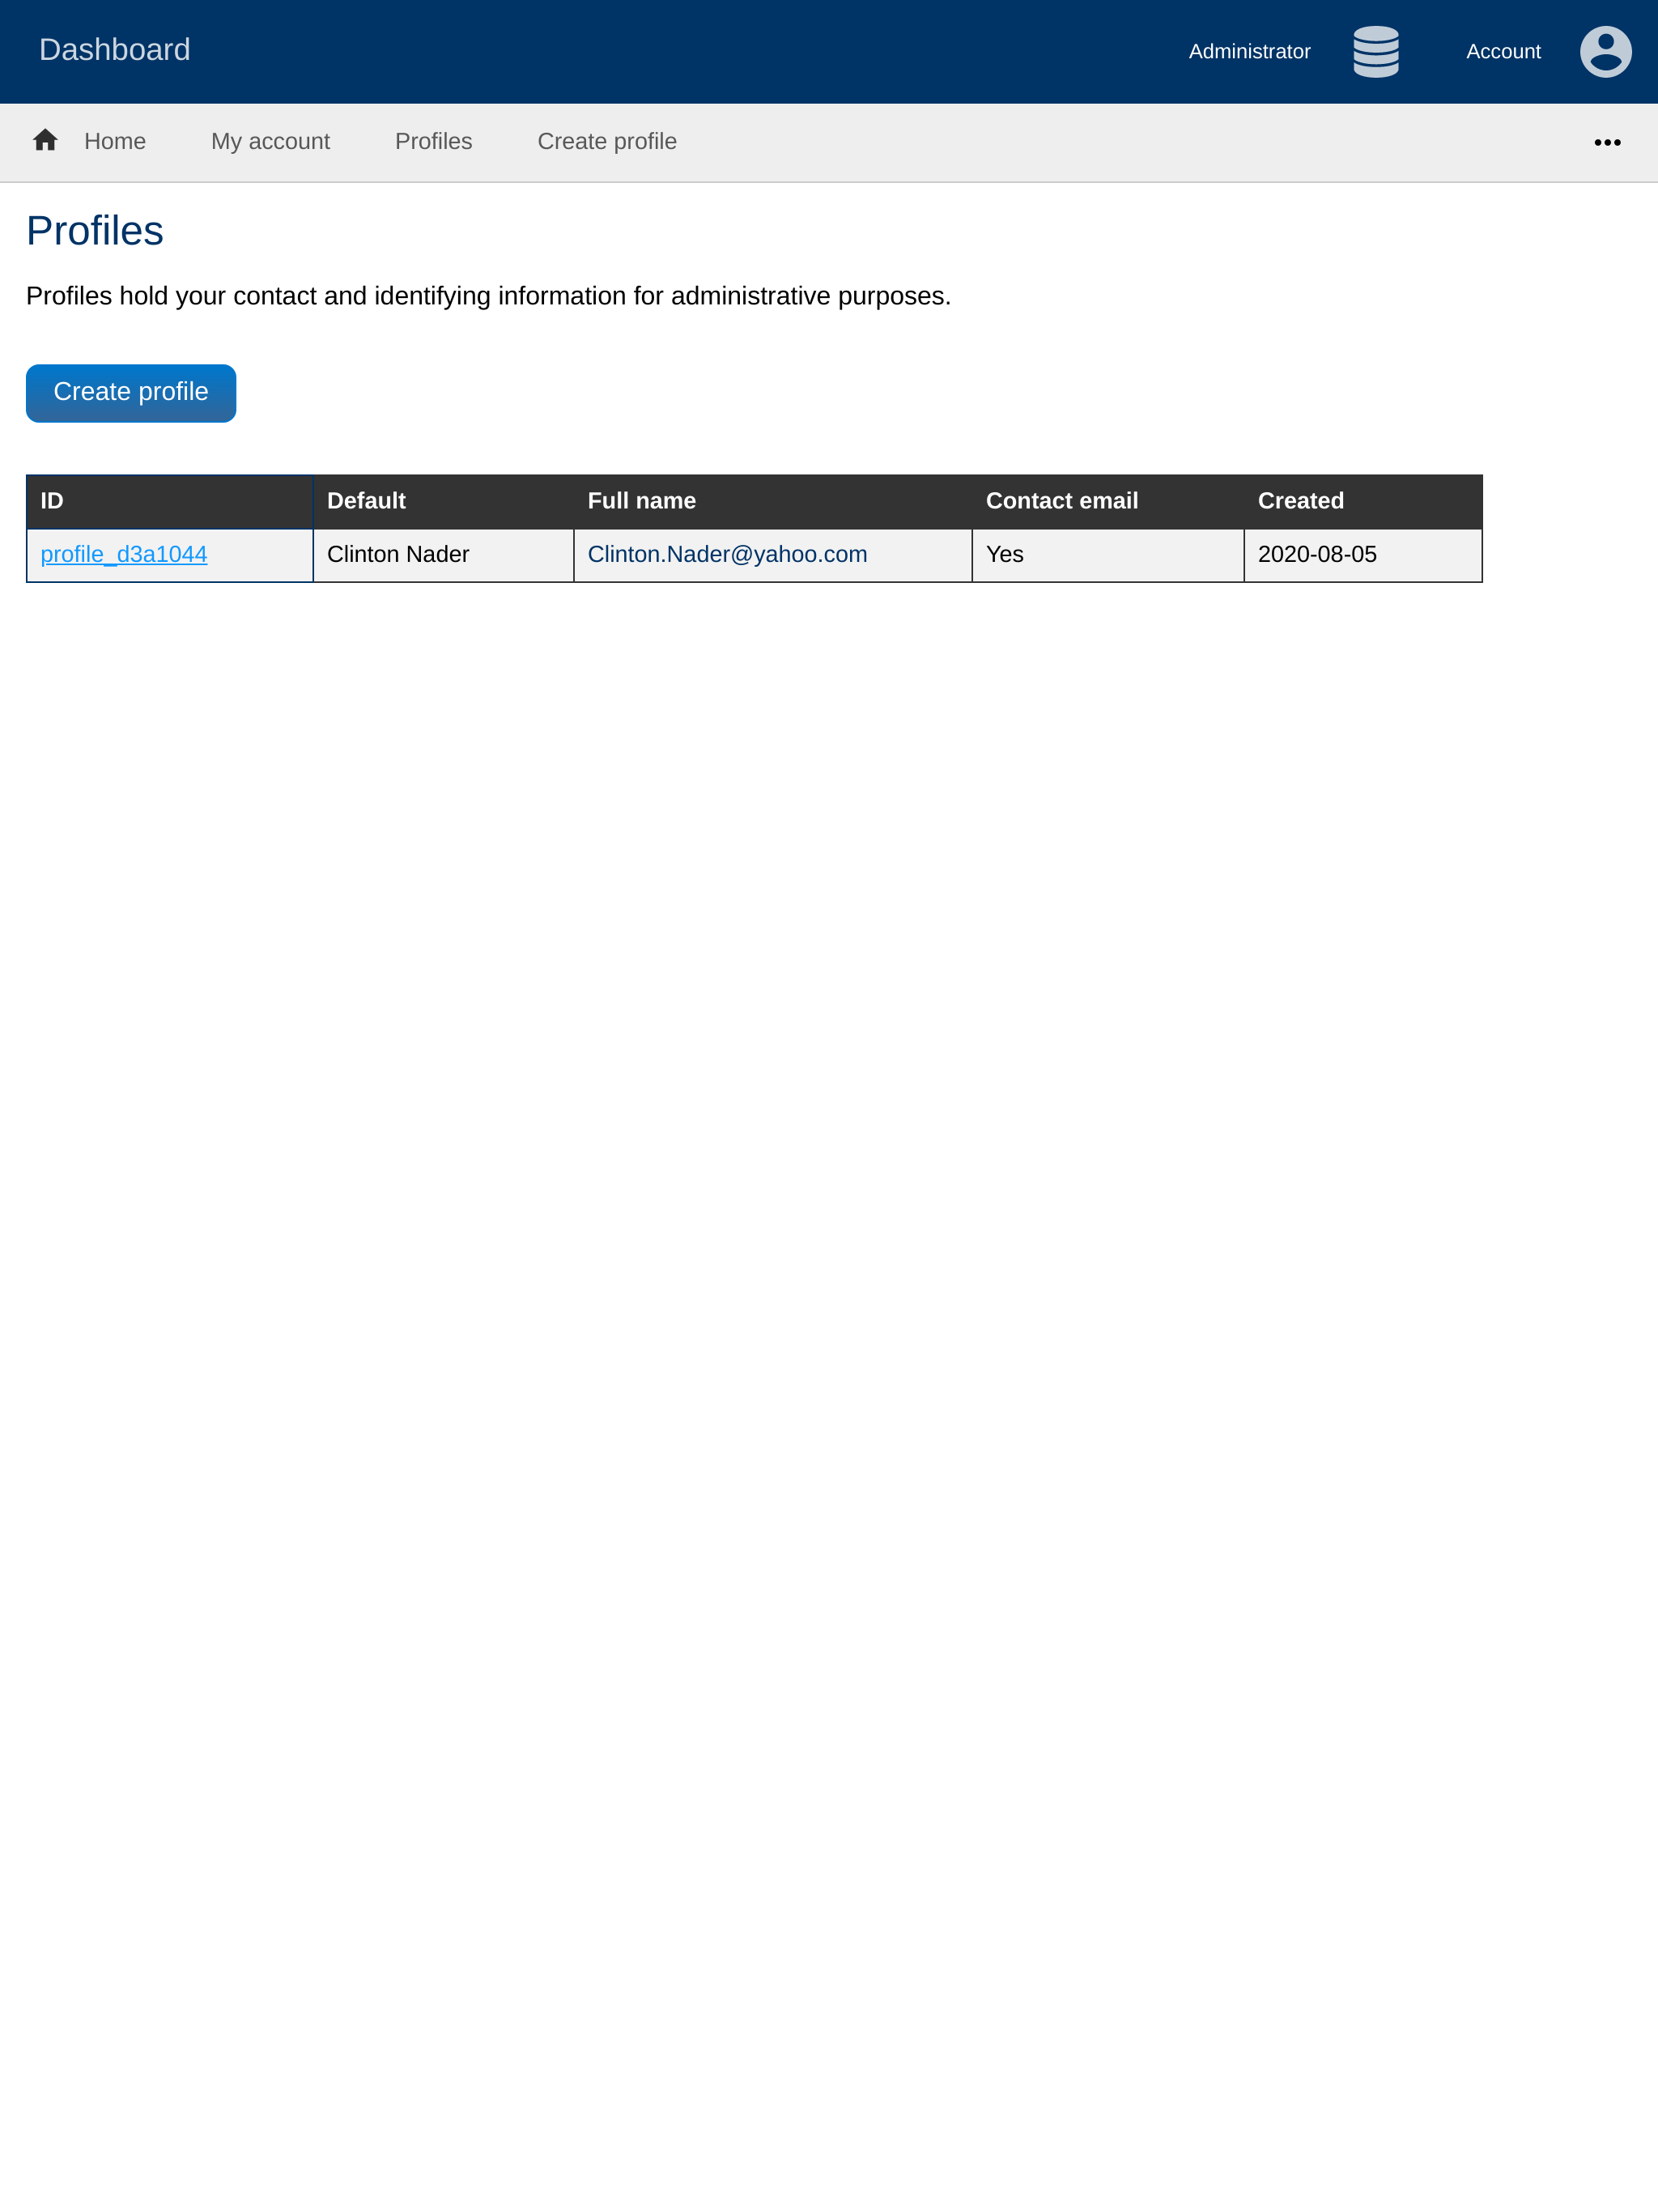 Dashboard Administrator Account
Home My account Profiles Create profile
Profiles
Profiles hold your contact and identifying information for administrative purposes.
Create profile
ID Default Full name Contact email Created
profile_d3a1044 Clinton Nader Clinton.Nader@yahoo.com Yes 2020-08-05